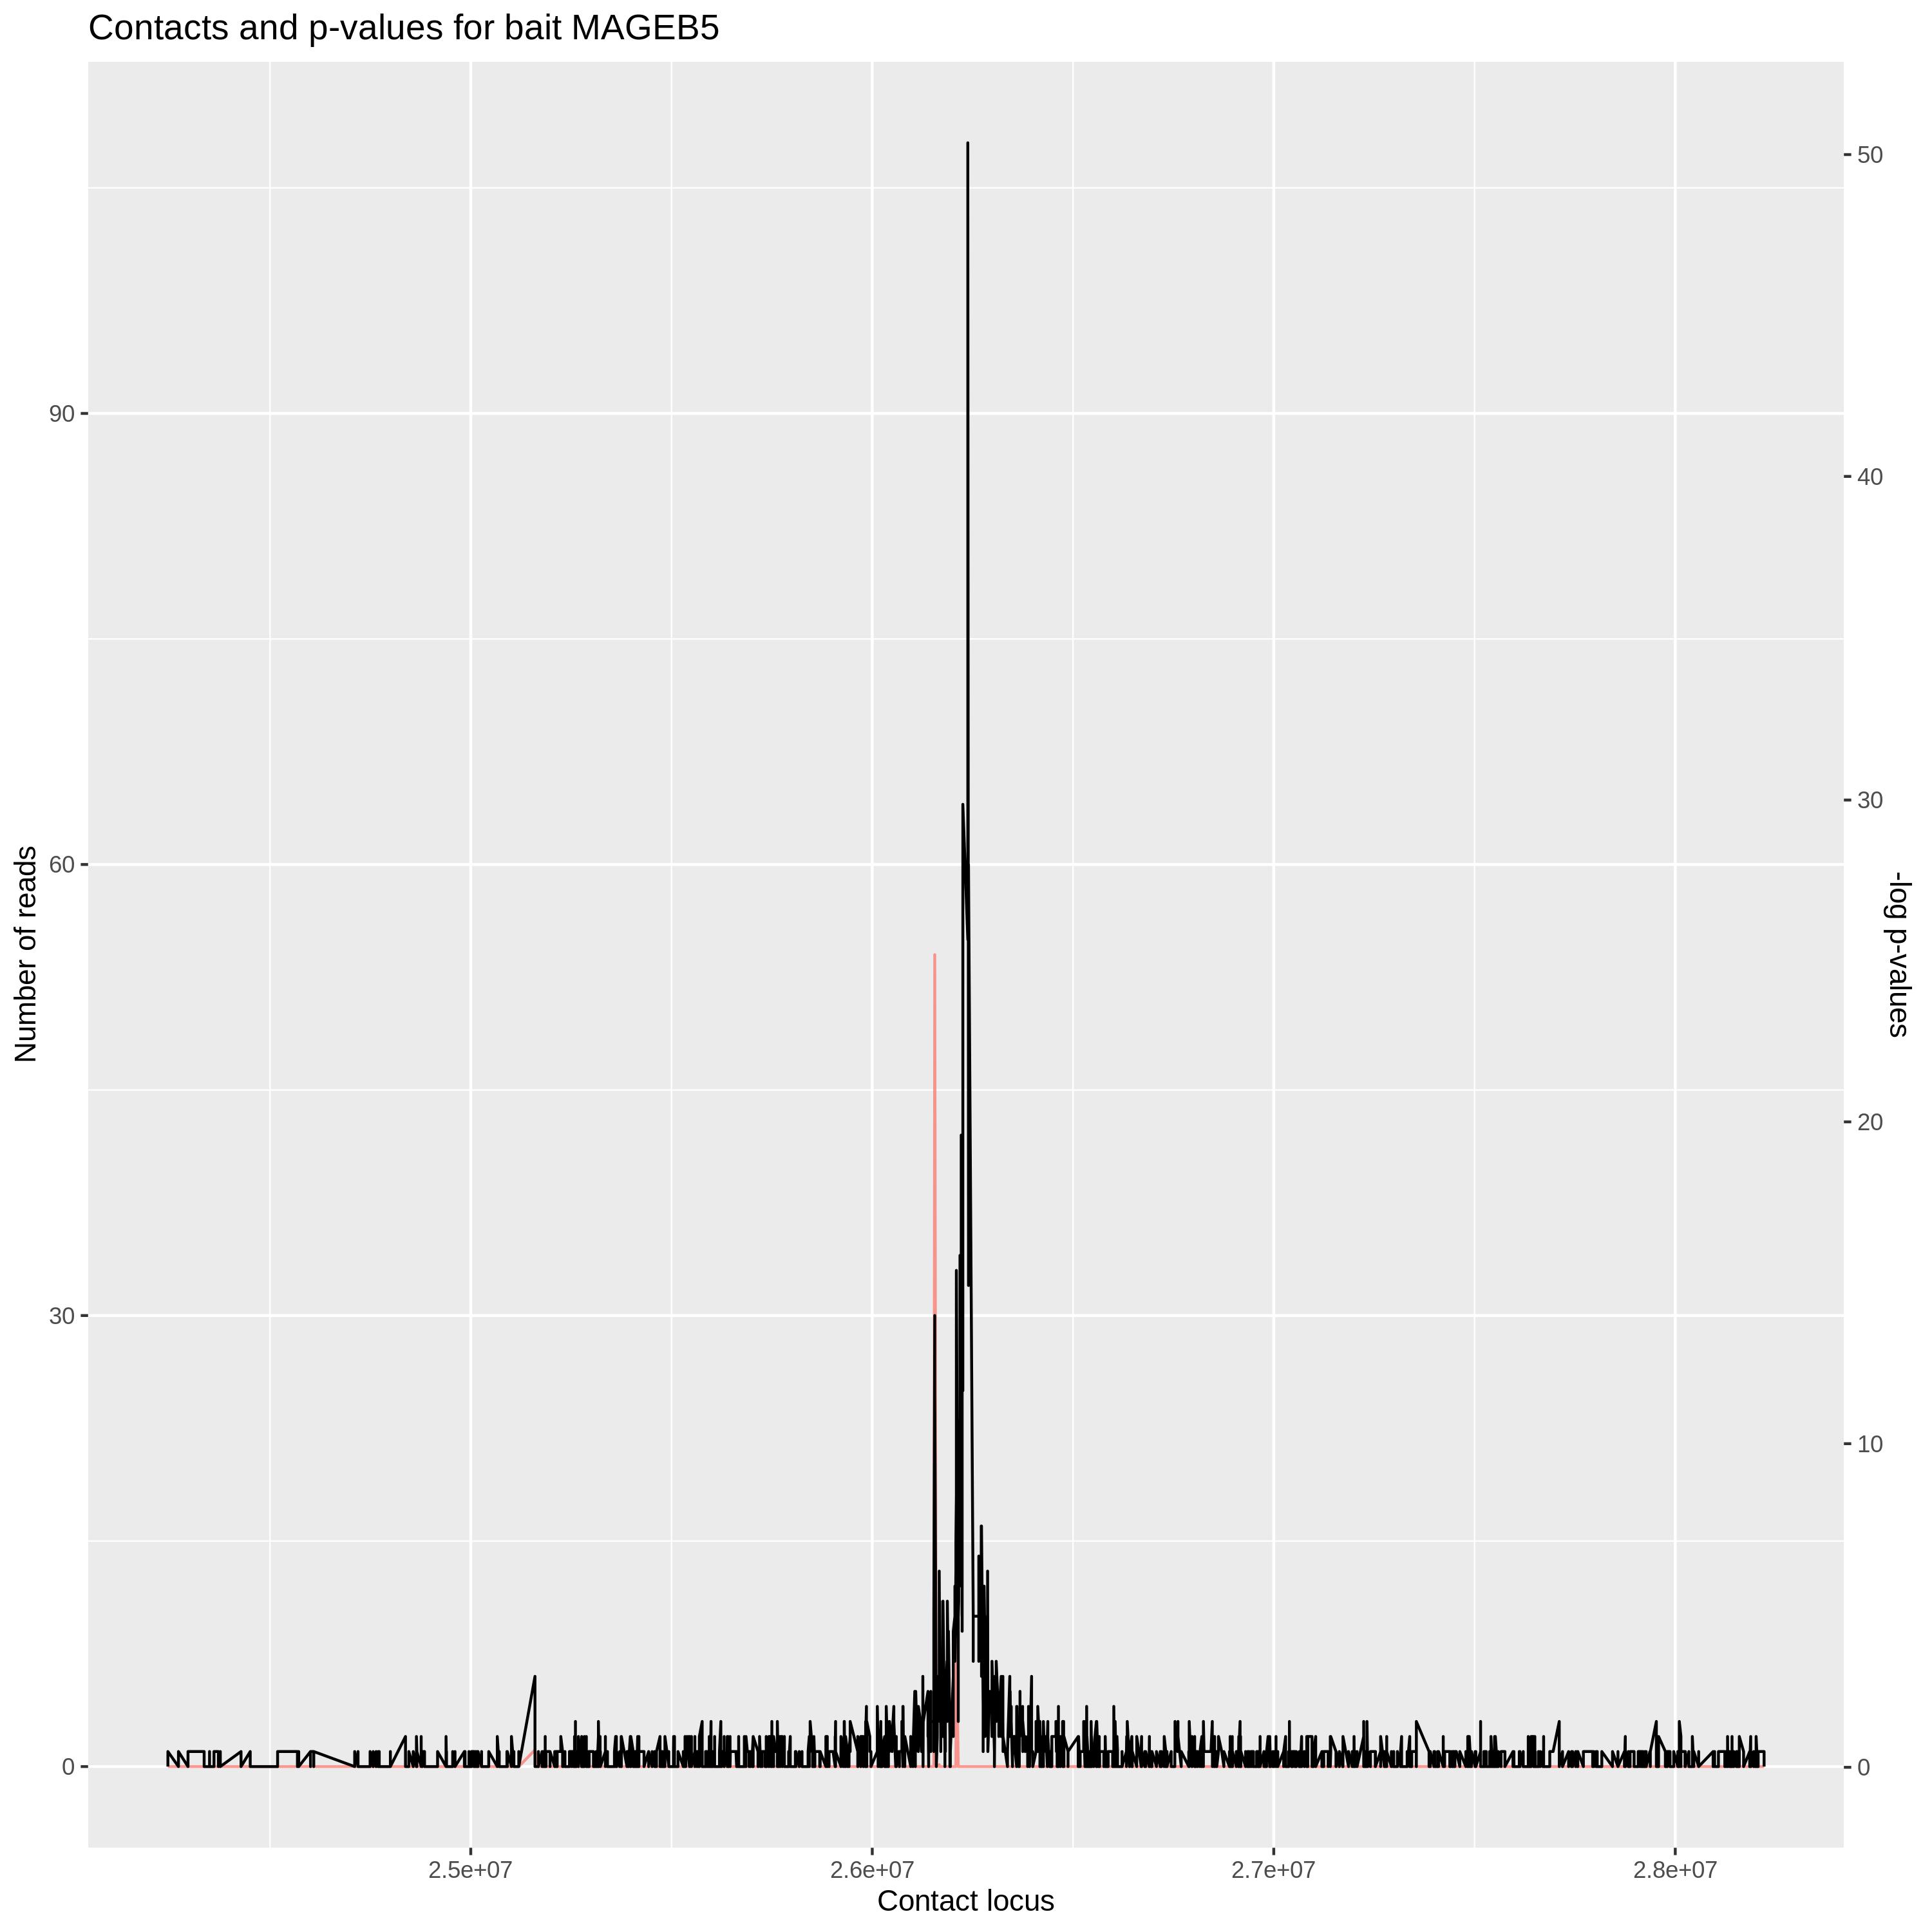 Contacts and p-values for bait MAGEB5
Number of reads
90
60
30
0
50
40
30
20
10
0
-log p-values
2.5e+07
2.6e+07
2.7e+07
2.8e+07
Contact locus